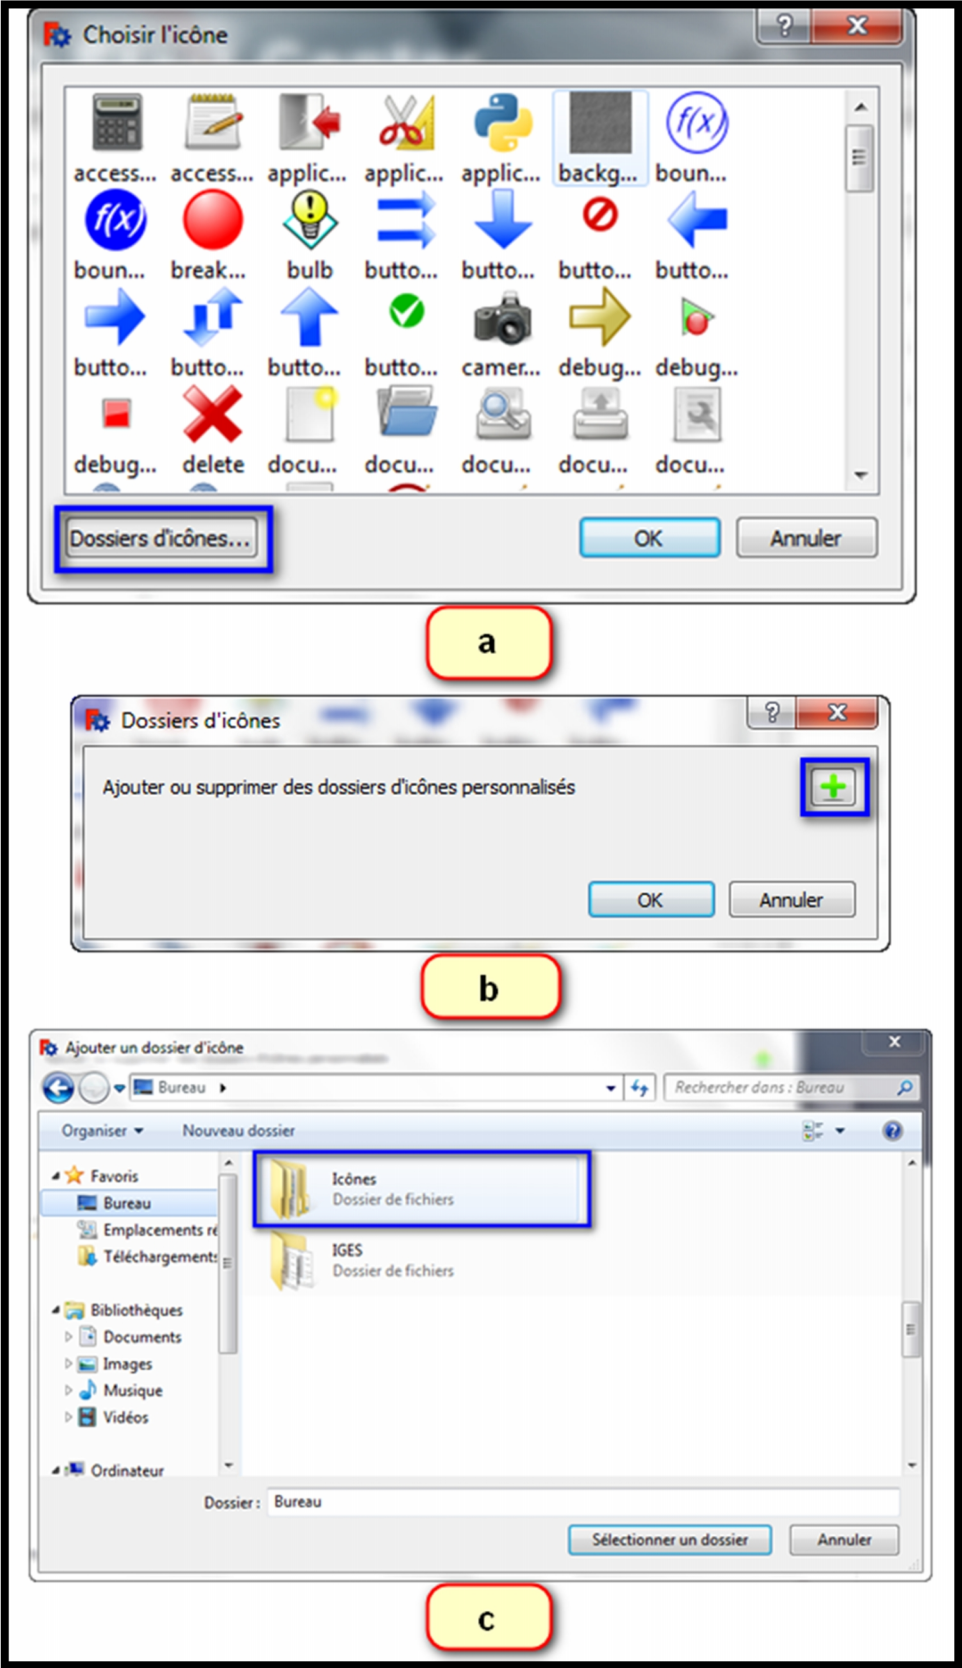 Choisir l'icône
access... access... applic... applic... applic... backg... boun...
f(x)
f(x)
boun... break... bulb butto... butto... butto... butto...
butto... butto... butto... butto... camer... debug... debug...
debug... delete docu... docu... docu... docu... docu...
Dossiers d'icônes... OK Annuler
a
Dossiers d'icônes
Ajouter ou supprimer des dossiers d'icônes personnalisés
OK Annuler
b
Ajouter un dossier d'icône
Bureau Rechercher dans : Bureau
Organiser Nouveau dossier
Favoris
Bureau
Emplacements ré
Téléchargements
Bibliothèques
Documents
Images
Musique
Vidéos
Ordinateur
Icônes
Dossier de fichiers
IGES
Dossier de fichiers
Dossier : Bureau
Sélectionner un dossier Annuler
c